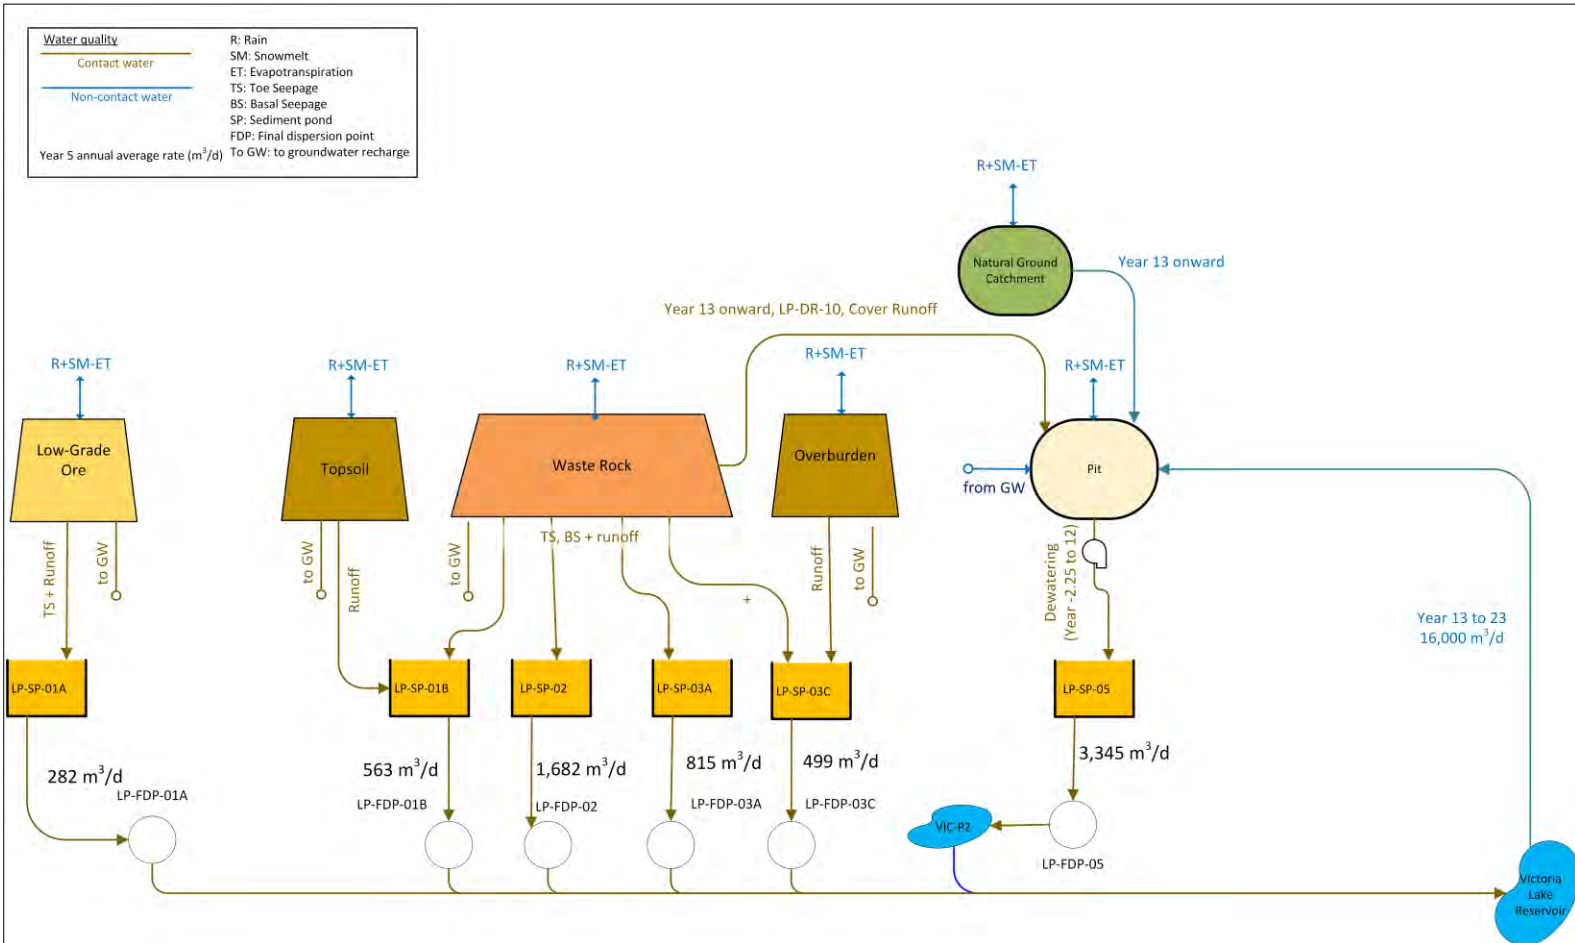 Water quality
Contact water
Non-contact water
Year 5 annual average rate (m³/d)
R: Rain
SM: Snowmelt
ET: Evapotranspiration
TS: Toe Seepage
BS: Basal Seepage
SP: Sediment pond
FDP: Final dispersion point
To GW: to groundwater recharge
R+SM-ET
Natural Ground
Catchment
Year 13 onward
Year 13 onward, LP-DR-10, Cover Runoff
R+SM-ET
R+SM-ET
R+SM-ET
R+SM-ET
R+SM-ET
Low-Grade
Ore
Topsoil
Waste Rock
Overburden
Pit
from GW
TS + Runoff
to GW
to GW
Runoff
to GW
TS, BS + runoff
+
Runoff
to GW
Dewatering
(Year -2.25 to 12)
Year 13 to 23
16,000 m³/d
LP-SP-01A
LP-SP-01B
LP-SP-02
LP-SP-03A
LP-SP-03C
LP-SP-05
282 m³/d
563 m³/d
1,682 m³/d
815 m³/d
499 m³/d
3,345 m³/d
LP-FDP-01A
LP-FDP-01B
LP-FDP-02
LP-FDP-03A
LP-FDP-03C
VIC-P2
LP-FDP-05
Victoria
Lake
Reservoir